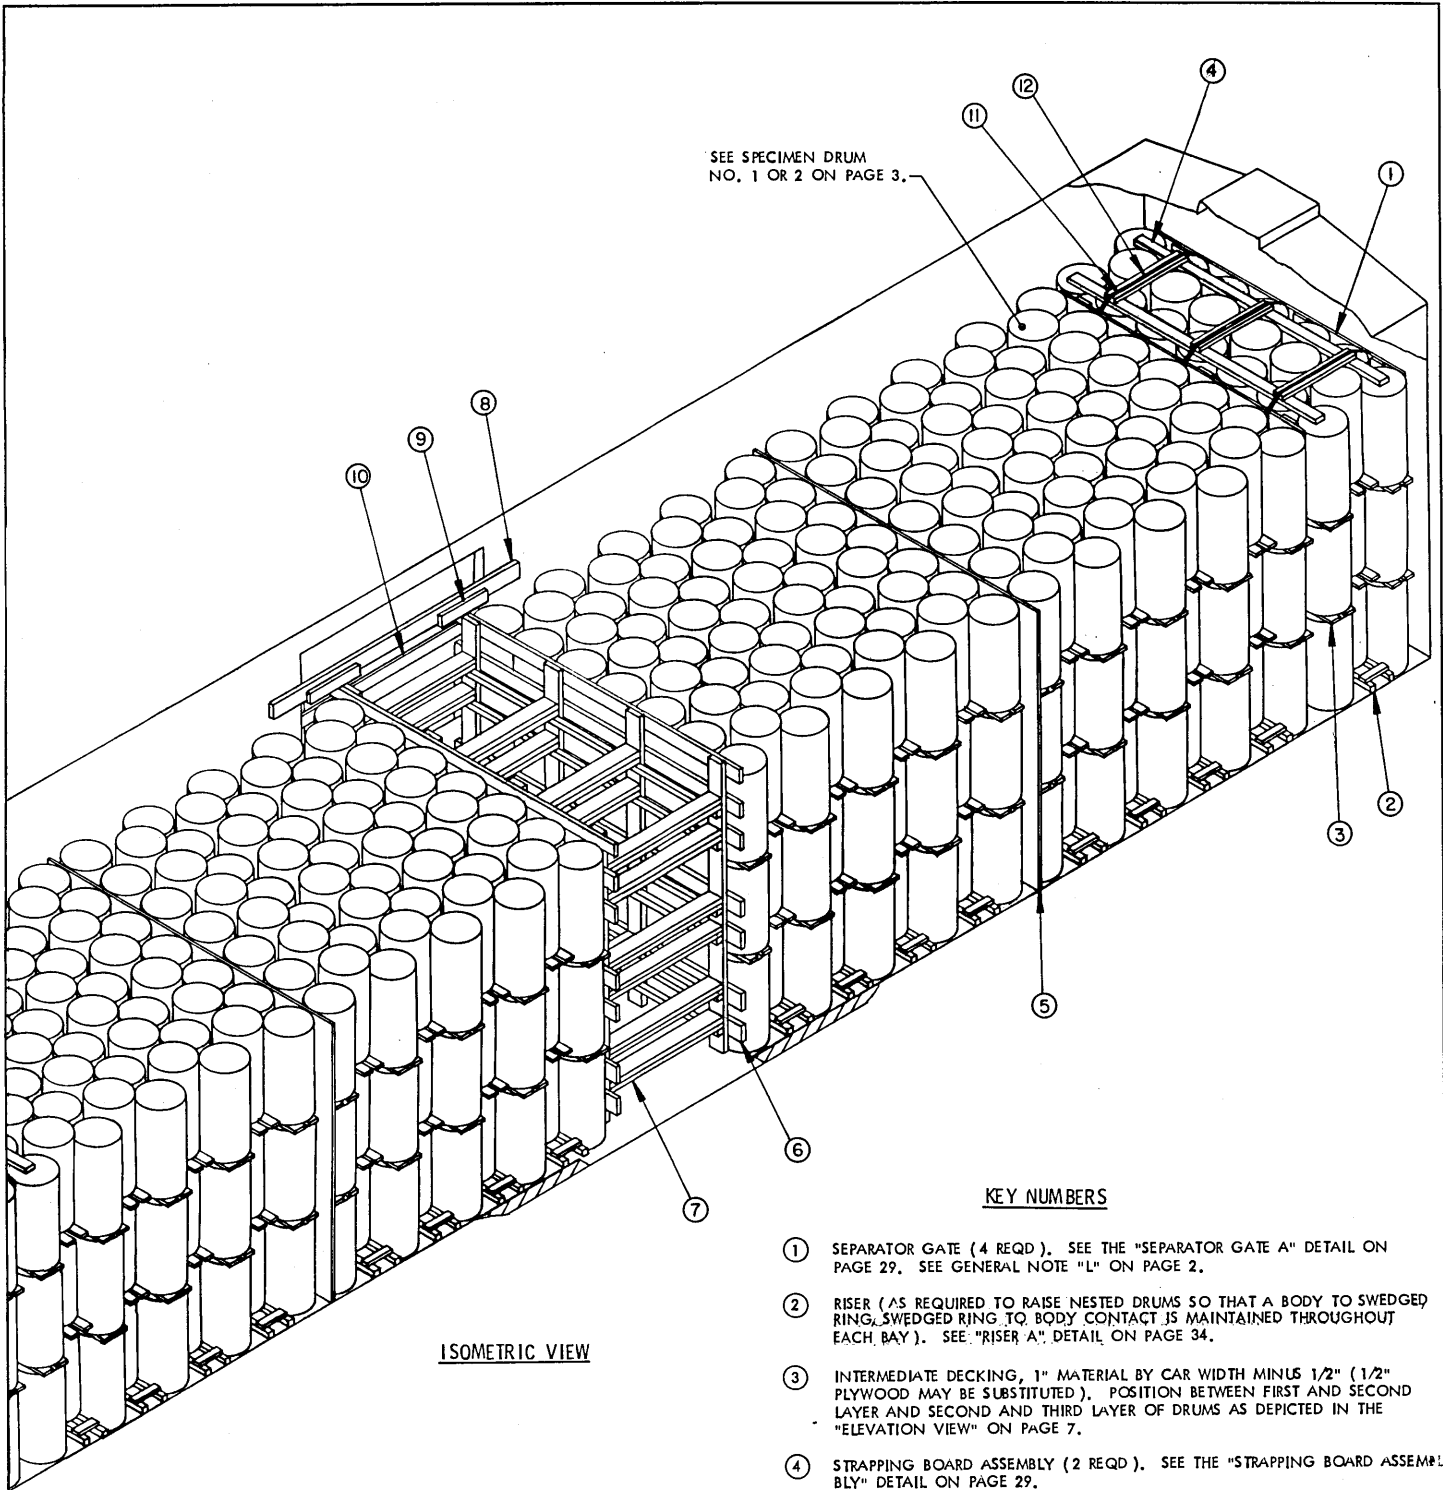 ④
⑫
⑪
SEE SPECIMEN DRUM
NO. 1 OR 2 ON PAGE 3.
①
⑧
⑨
⑩
②
③
⑤
⑥
⑦
ISOMETRIC VIEW
KEY NUMBERS
① SEPARATOR GATE (4 REQD). SEE THE "SEPARATOR GATE A" DETAIL ON
PAGE 29. SEE GENERAL NOTE "L" ON PAGE 2.
② RISER (AS REQUIRED TO RAISE NESTED DRUMS SO THAT A BODY TO SWEDGED
RING, SWEDGED RING TO BODY CONTACT IS MAINTAINED THROUGHOUT
EACH BAY). SEE "RISER A" DETAIL ON PAGE 34.
③ INTERMEDIATE DECKING, 1" MATERIAL BY CAR WIDTH MINUS 1/2" (1/2"
PLYWOOD MAY BE SUBSTITUTED). POSITION BETWEEN FIRST AND SECOND
LAYER AND SECOND AND THIRD LAYER OF DRUMS AS DEPICTED IN THE
"ELEVATION VIEW" ON PAGE 7.
④ STRAPPING BOARD ASSEMBLY (2 REQD). SEE THE "STRAPPING BOARD ASSEM-
BLY" DETAIL ON PAGE 29.